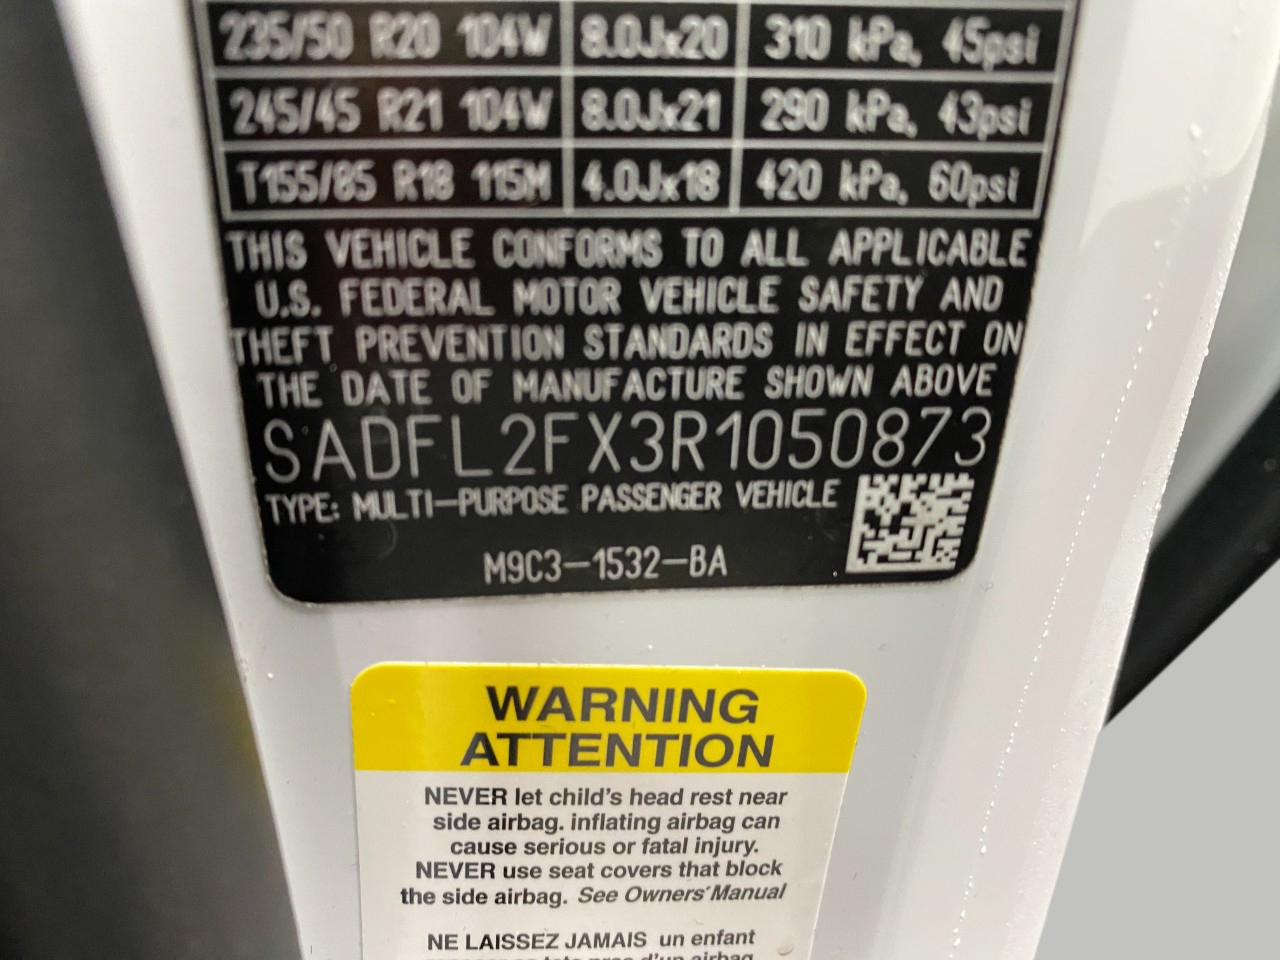 235/50 R20 104W 8.0Jx20 310 kPa, 45psi
245/45 R21 104W 8.0Jx21 290 kPa, 43psi
T155/85 R18 115M 4.0Jx18 420 kPa, 60psi
THIS VEHICLE CONFORMS TO ALL APPLICABLE
U.S. FEDERAL MOTOR VEHICLE SAFETY AND
THEFT PREVENTION STANDARDS IN EFFECT ON
THE DATE OF MANUFACTURE SHOWN ABOVE
SADFL2FX3R1050873
TYPE: MULTI-PURPOSE PASSENGER VEHICLE
M9C3-1532-BA
WARNING
ATTENTION
NEVER let child's head rest near
side airbag. inflating airbag can
cause serious or fatal injury.
NEVER use seat covers that block
the side airbag. See Owners' Manual
NE LAISSEZ JAMAIS un enfant
d'un airbag